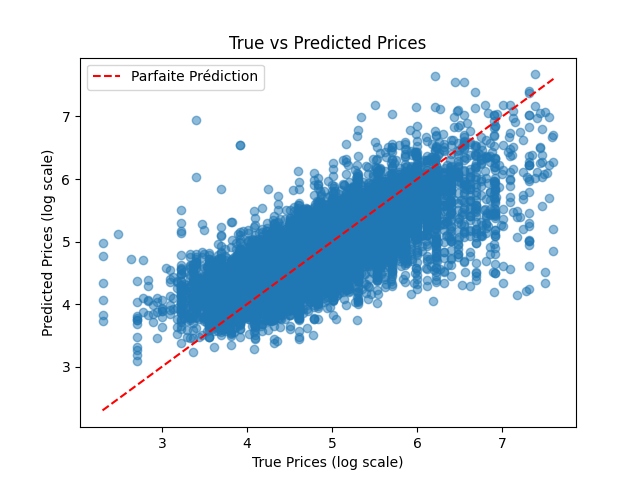 True vs Predicted Prices
Parfaite Prédiction
Predicted Prices (log scale)
7
6
5
4
3
3 4 5 6 7
True Prices (log scale)